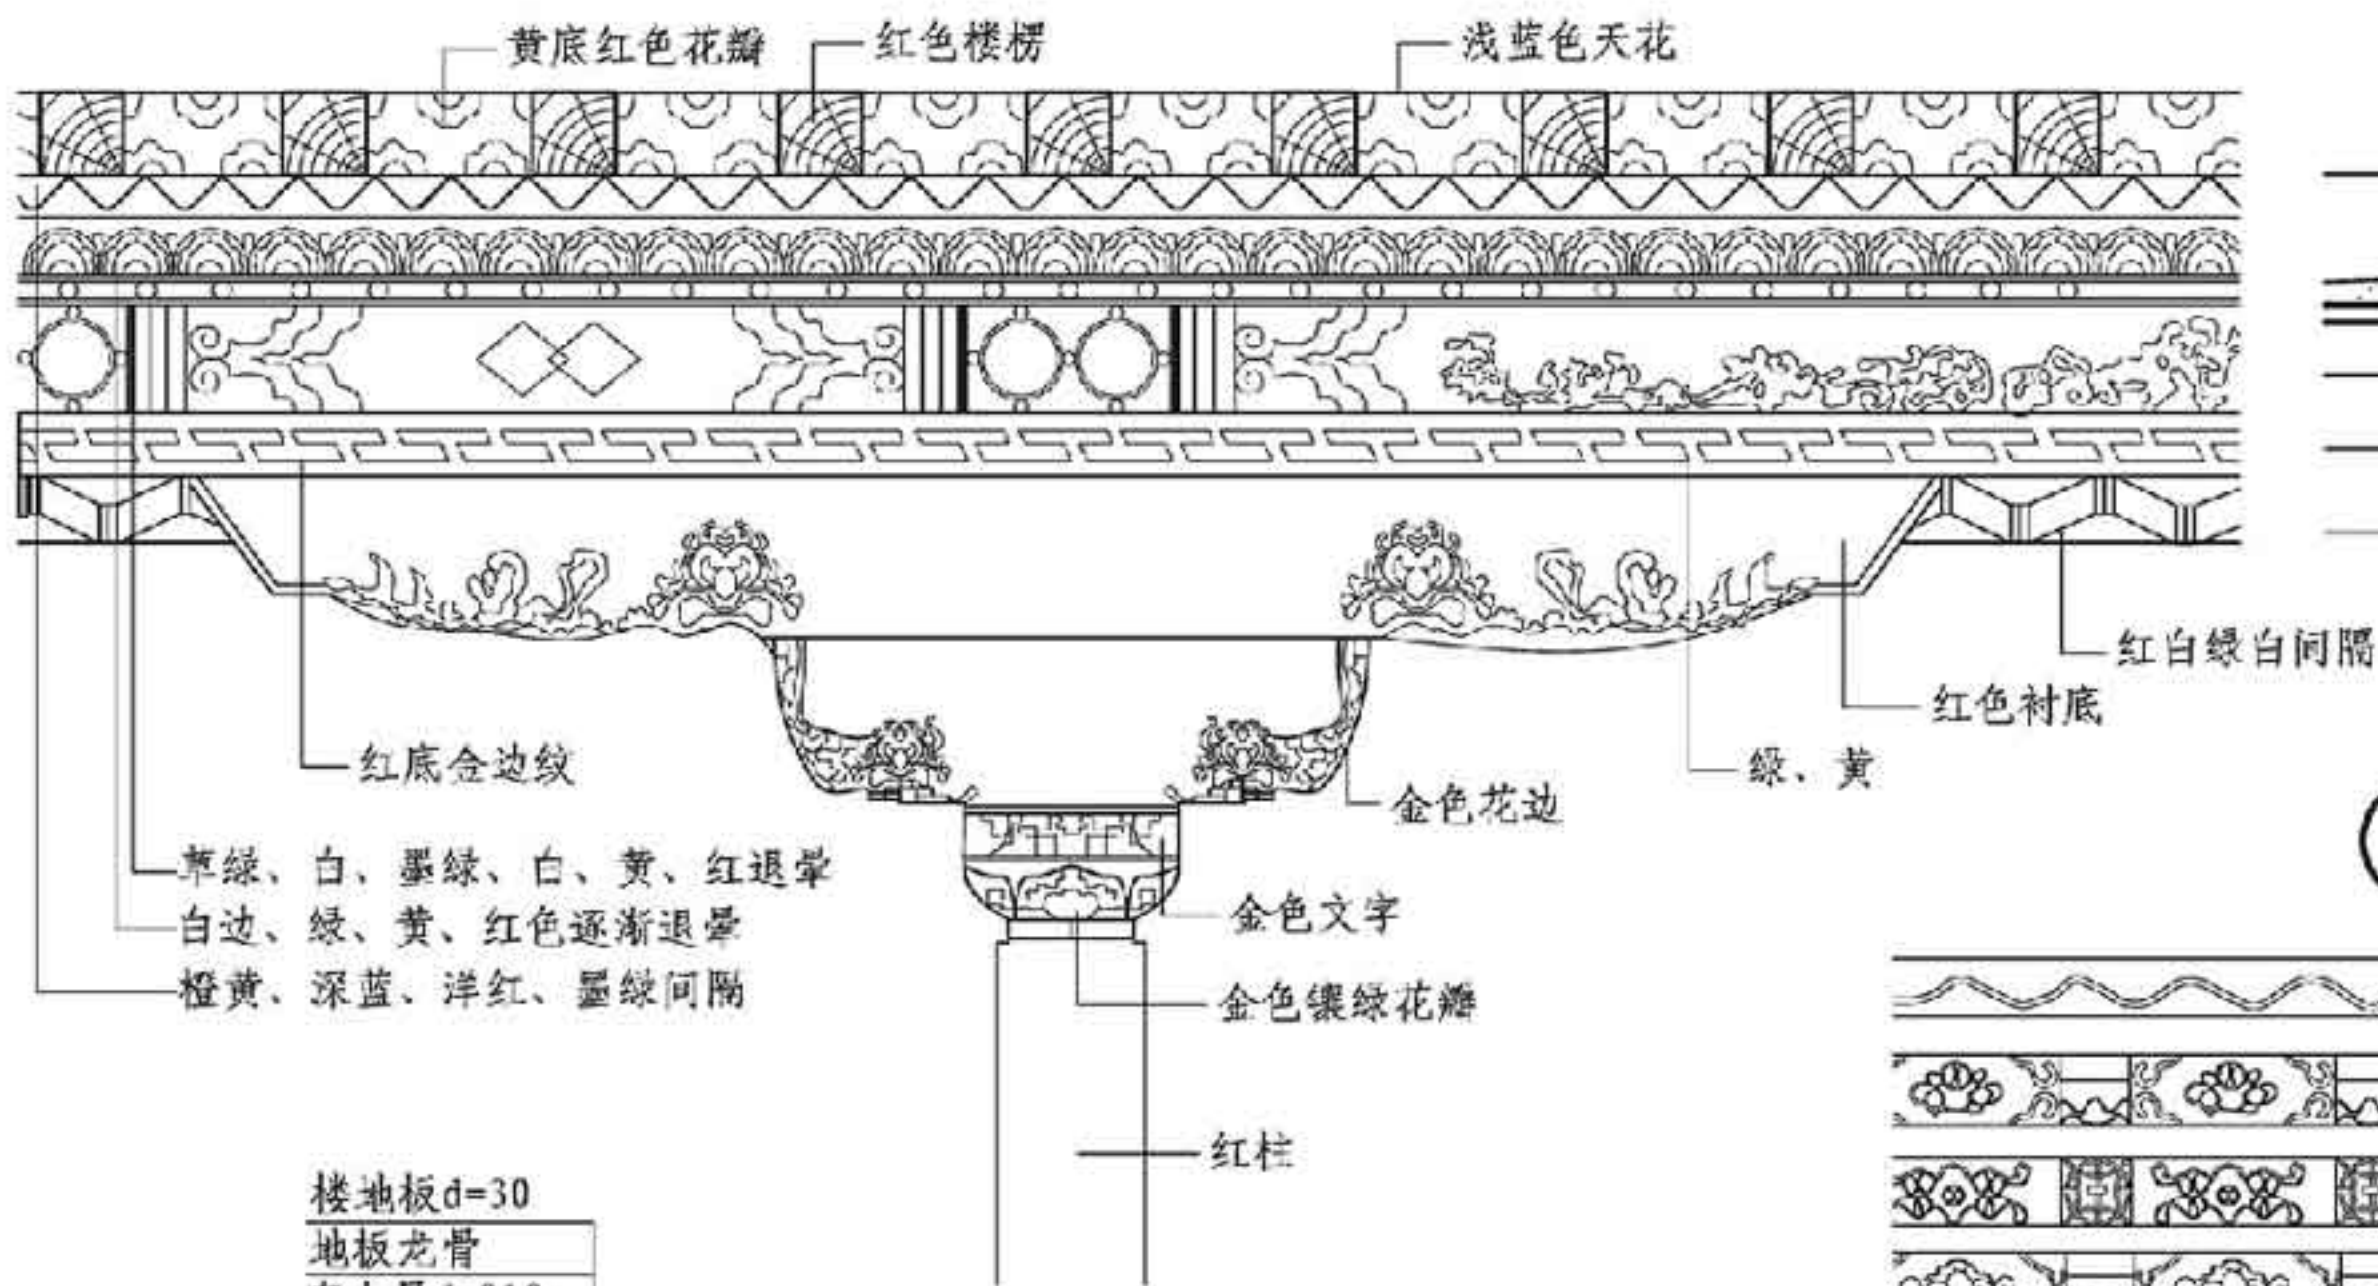 黄底红色花瓣
红色楼楞
浅蓝色天花
红白绿白间隔
红色衬底
红底金边纹
绿、黄
金色花边
草绿、白、墨绿、白、黄、红退晕
白边、绿、黄、红色逐渐退晕
金色文字
橙黄、深蓝、洋红、墨绿间隔
金色镶绿花瓣
红柱
楼地板d=30
地板龙骨